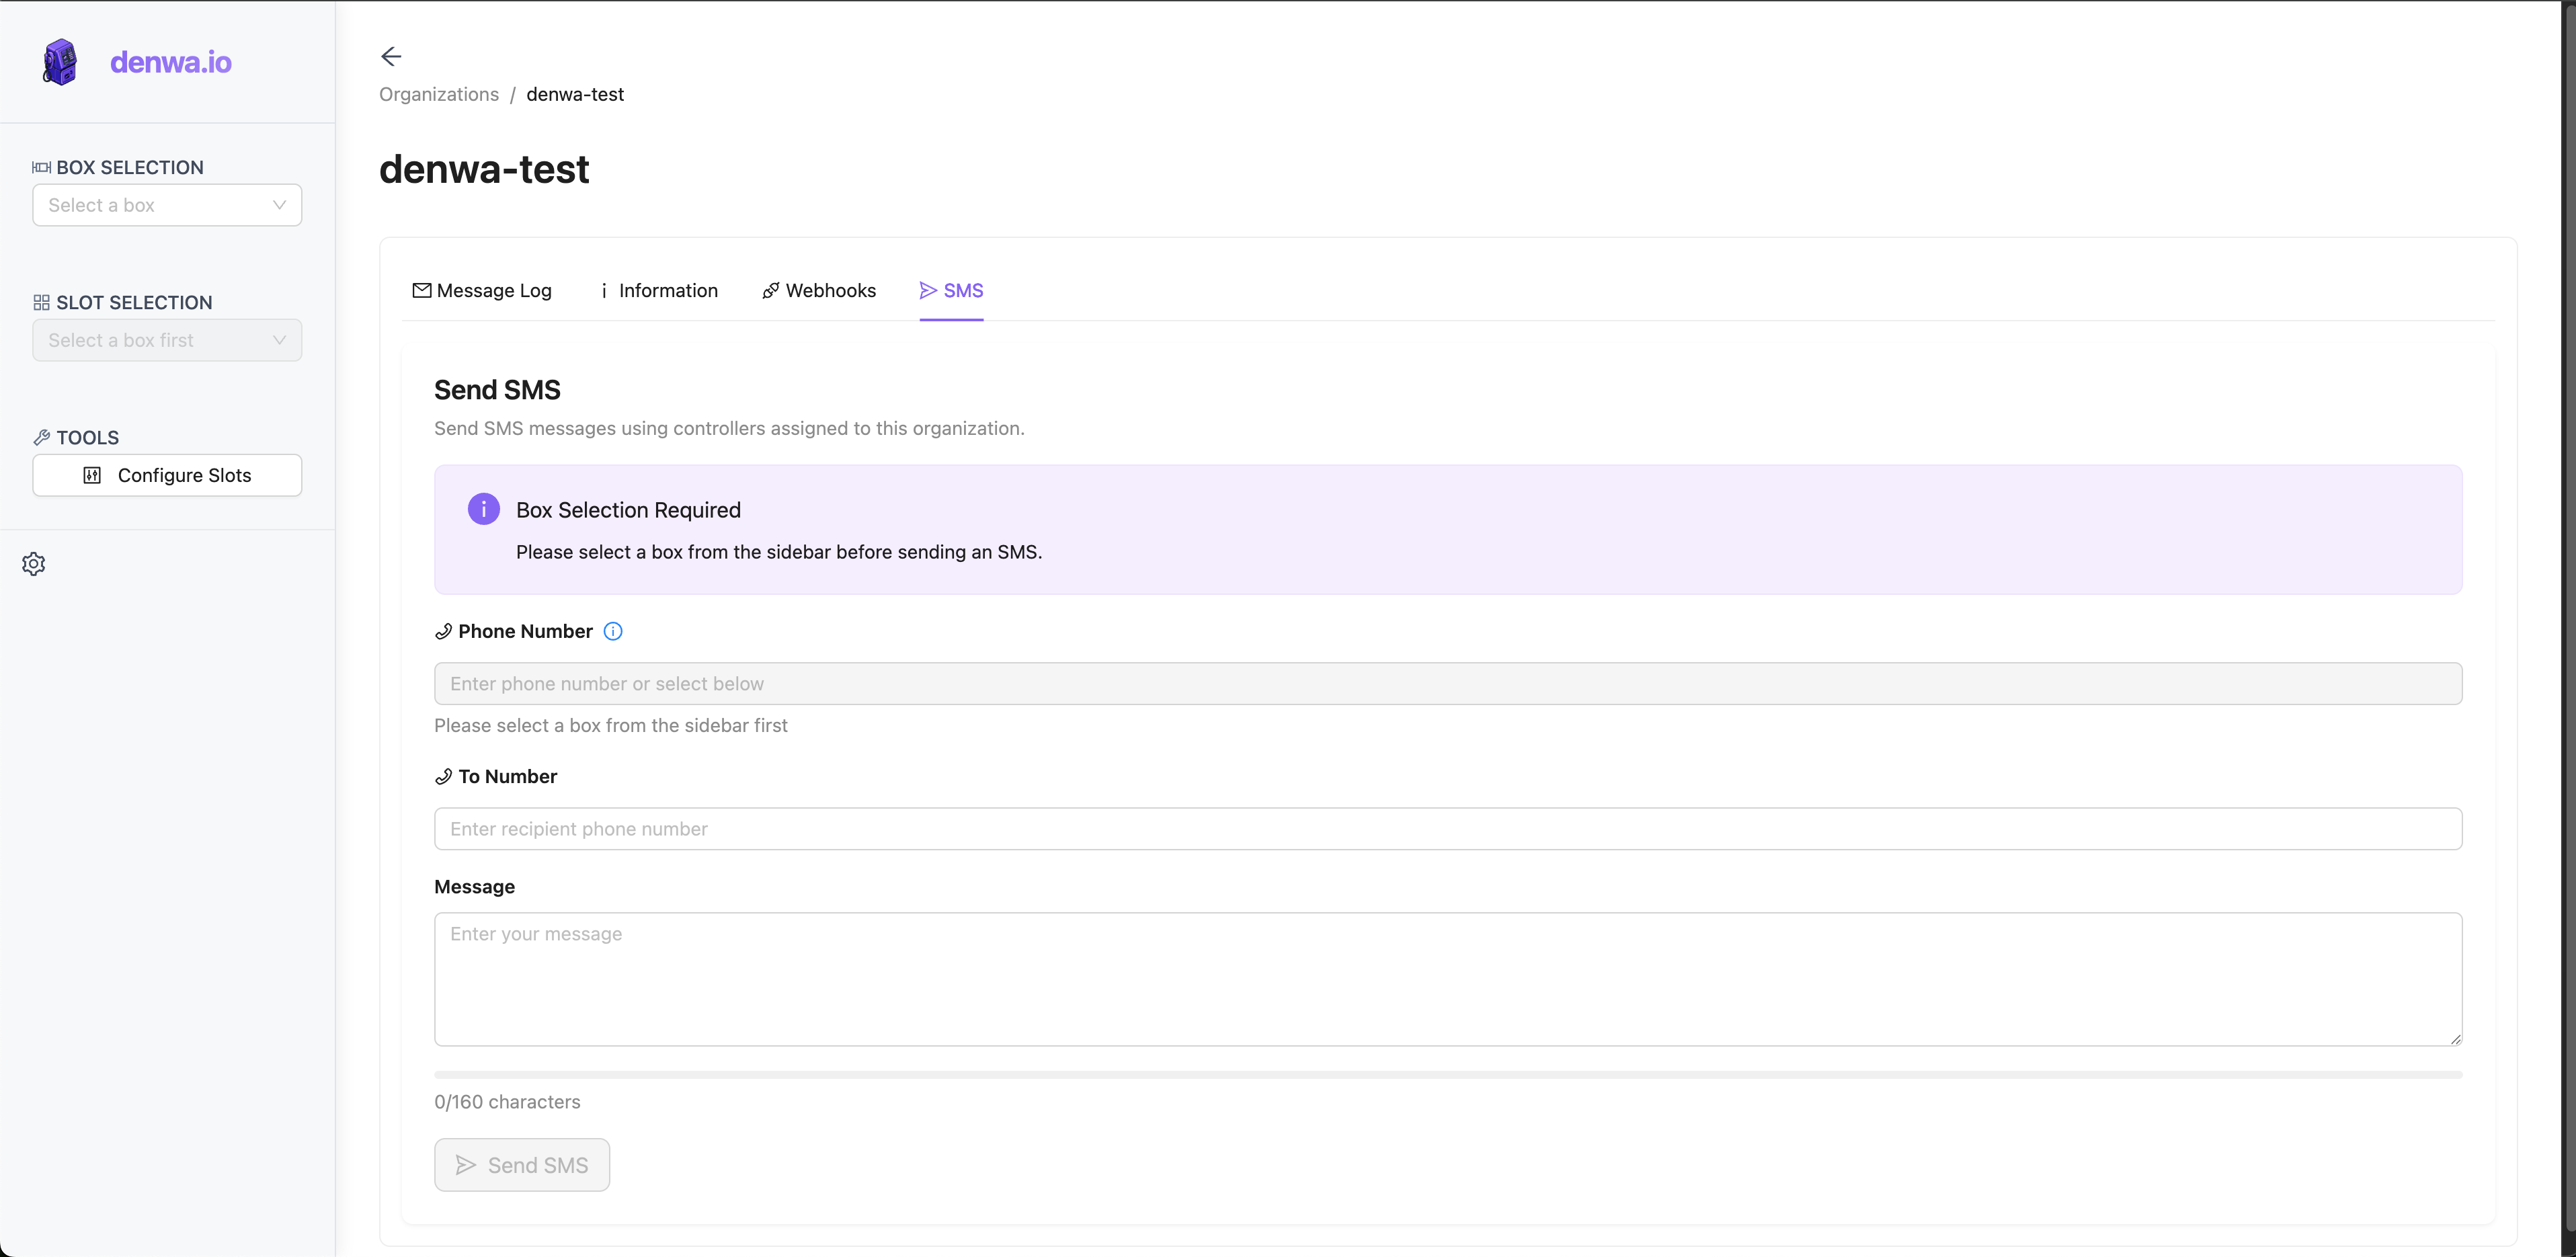 denwa.io
BOX SELECTION
Select a box
SLOT SELECTION
Select a box first
TOOLS
Configure Slots
Organizations / denwa-test
denwa-test
Message Log
Information
Webhooks
SMS
Send SMS
Send SMS messages using controllers assigned to this organization.
Box Selection Required
Please select a box from the sidebar before sending an SMS.
Phone Number
Enter phone number or select below
Please select a box from the sidebar first
To Number
Enter recipient phone number
Message
Enter your message
0/160 characters
Send SMS